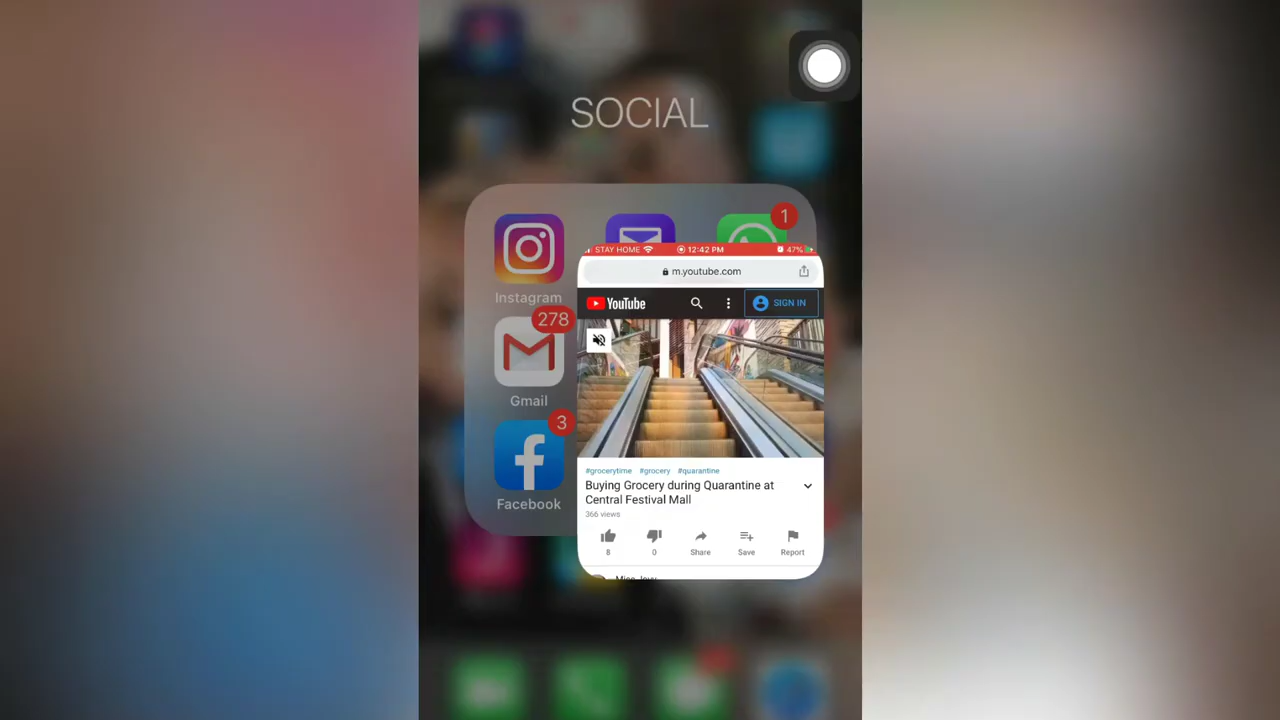 SOCIAL
1
STAY HOME 12:42 PM 47%
m.youtube.com
Instagram
YouTube SIGN IN
278
Gmail
3
Facebook
#grocerytime #grocery #quarantine
Buying Grocery during Quarantine at
Central Festival Mall
366 views
8 0 Share Save Report